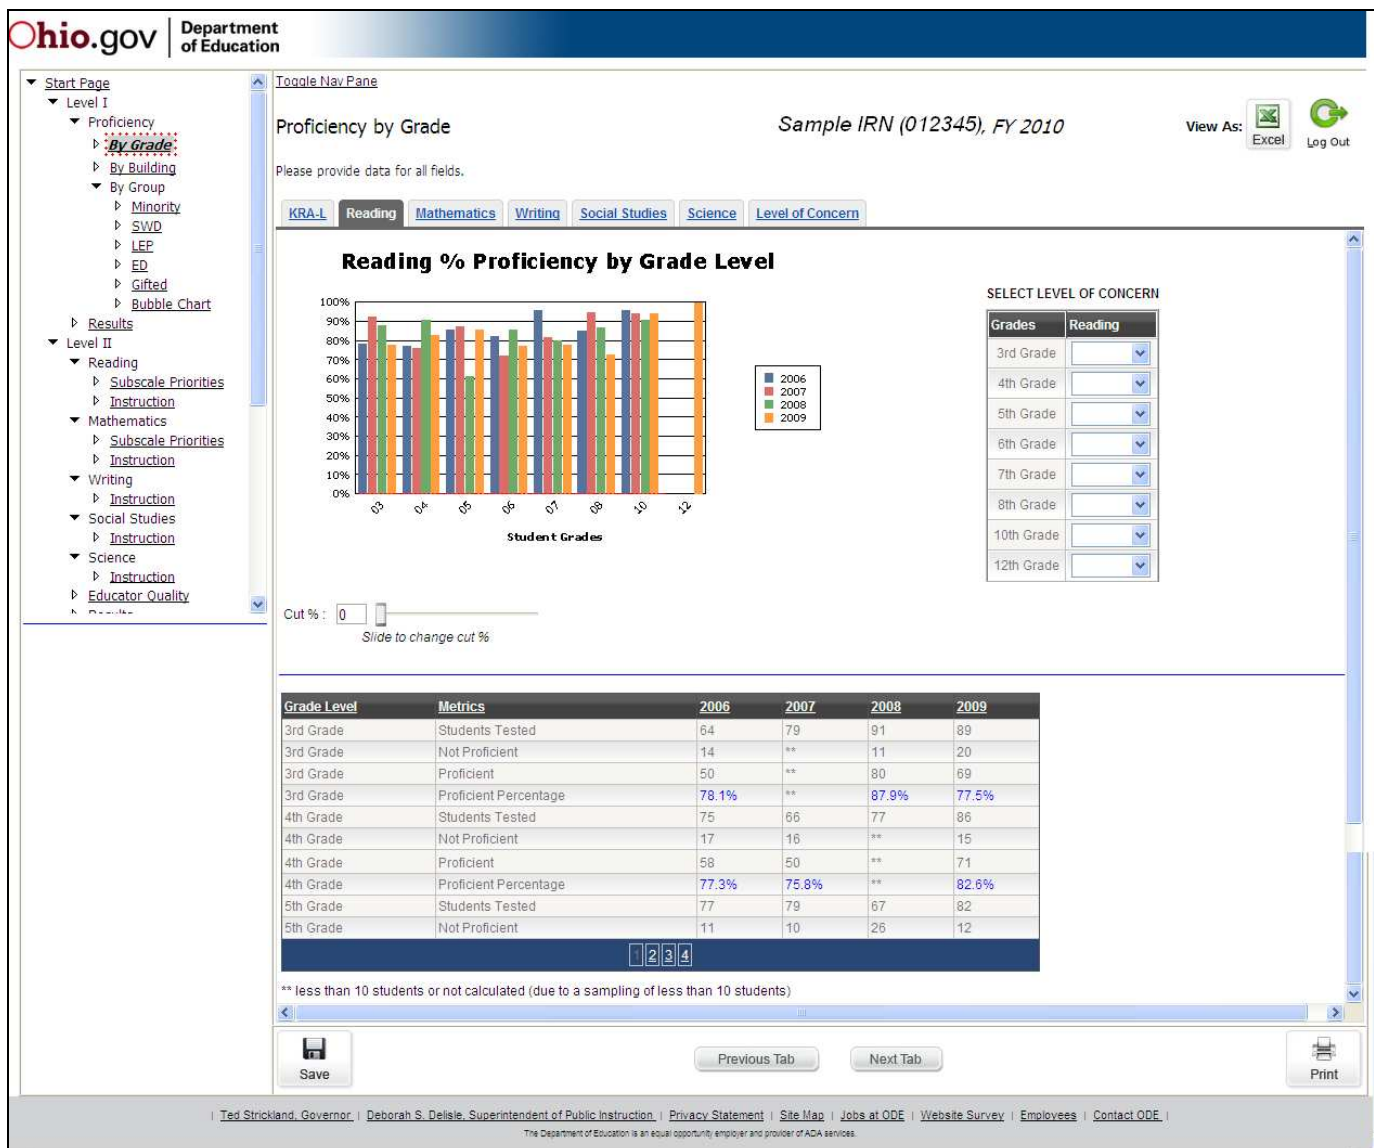 Ohio.gov | Department of Education
Start Page
Level I
Proficiency
By Grade
By Building
By Group
Minority
SWD
LEP
ED
Gifted
Bubble Chart
Results
Level II
Reading
Subscale Priorities
Instruction
Mathematics
Subscale Priorities
Instruction
Writing
Instruction
Social Studies
Instruction
Science
Instruction
Educator Quality
Toggle Nav Pane
Proficiency by Grade
Sample IRN (012345), FY 2010
View As:
Excel
Log Out
Please provide data for all fields.
KRA-L Reading Mathematics Writing Social Studies Science Level of Concern
Reading % Proficiency by Grade Level
100%
90%
80%
70%
60%
50%
40%
30%
20%
10%
0%
03 04 05 06 07 08 10 12
Student Grades
2006
2007
2008
2009
SELECT LEVEL OF CONCERN
Grades Reading
3rd Grade
4th Grade
5th Grade
6th Grade
7th Grade
8th Grade
10th Grade
12th Grade
Cut % : 0
Slide to change cut %
Grade Level Metrics 2006 2007 2008 2009
3rd Grade Students Tested 64 79 91 89
3rd Grade Not Proficient 14 ** 11 20
3rd Grade Proficient 50 ** 80 69
3rd Grade Proficient Percentage 78.1% ** 87.9% 77.5%
4th Grade Students Tested 75 66 77 86
4th Grade Not Proficient 17 16 ** 15
4th Grade Proficient 58 50 ** 71
4th Grade Proficient Percentage 77.3% 75.8% ** 82.6%
5th Grade Students Tested 77 79 67 82
5th Grade Not Proficient 11 10 26 12
1 2 3 4
** less than 10 students or not calculated (due to a sampling of less than 10 students)
Save
Previous Tab
Next Tab
Print
| Ted Strickland, Governor | Deborah S. Delisle, Superintendent of Public Instruction | Privacy Statement | Site Map | Jobs at ODE | Website Survey | Employees | Contact ODE |
The Department of Education is an equal opportunity employer and provider of ADA services.